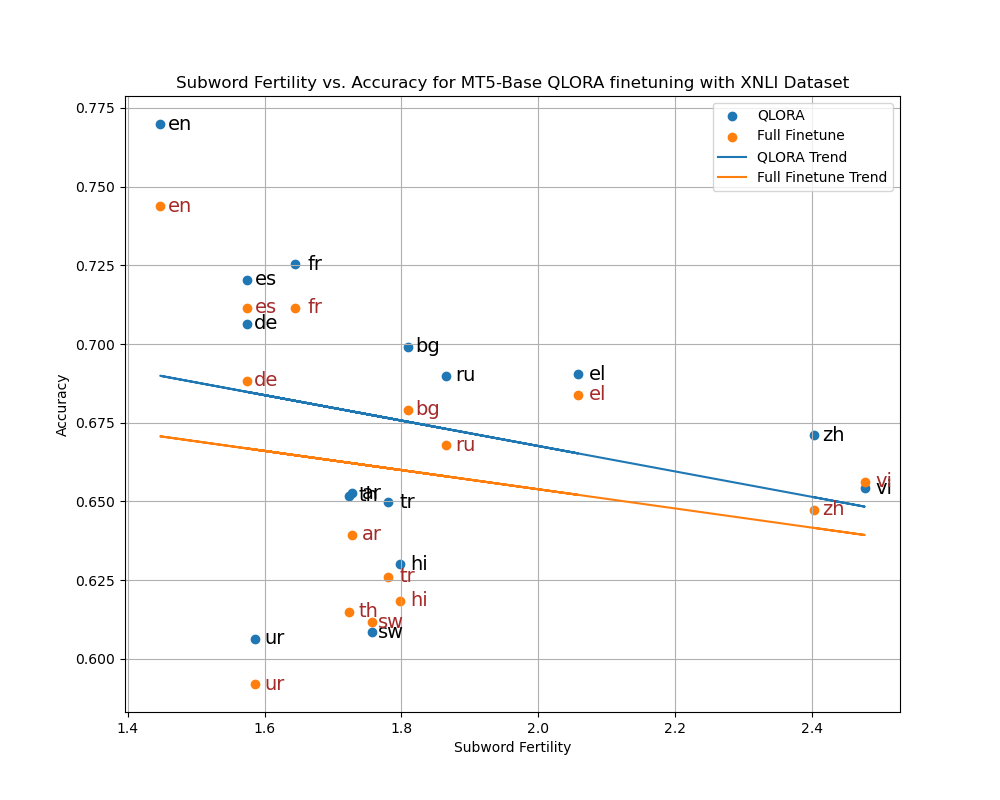 Subword Fertility vs. Accuracy for MT5-Base QLORA finetuning with XNLI Dataset
0.775
0.750
0.725
0.700
0.675
0.650
0.625
0.600
Accuracy
QLORA
Full Finetune
QLORA Trend
Full Finetune Trend
en
en
fr
es
es
fr
de
de
bg
ru
el
el
bg
zh
ru
vi
vi
ar
th
tr
zh
ar
hi
tr
hi
th
sw
sw
ur
ur
1.4
1.6
1.8
2.0
2.2
2.4
Subword Fertility